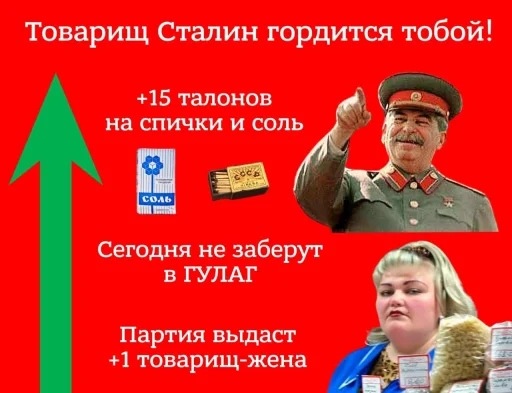 Товарищ Сталин гордится тобой!
+15 талонов
на спички и соль
СОЛЬ
СССР
Сегодня не заберут
в ГУЛАГ
Партия выдаст
+1 товарищ-жена